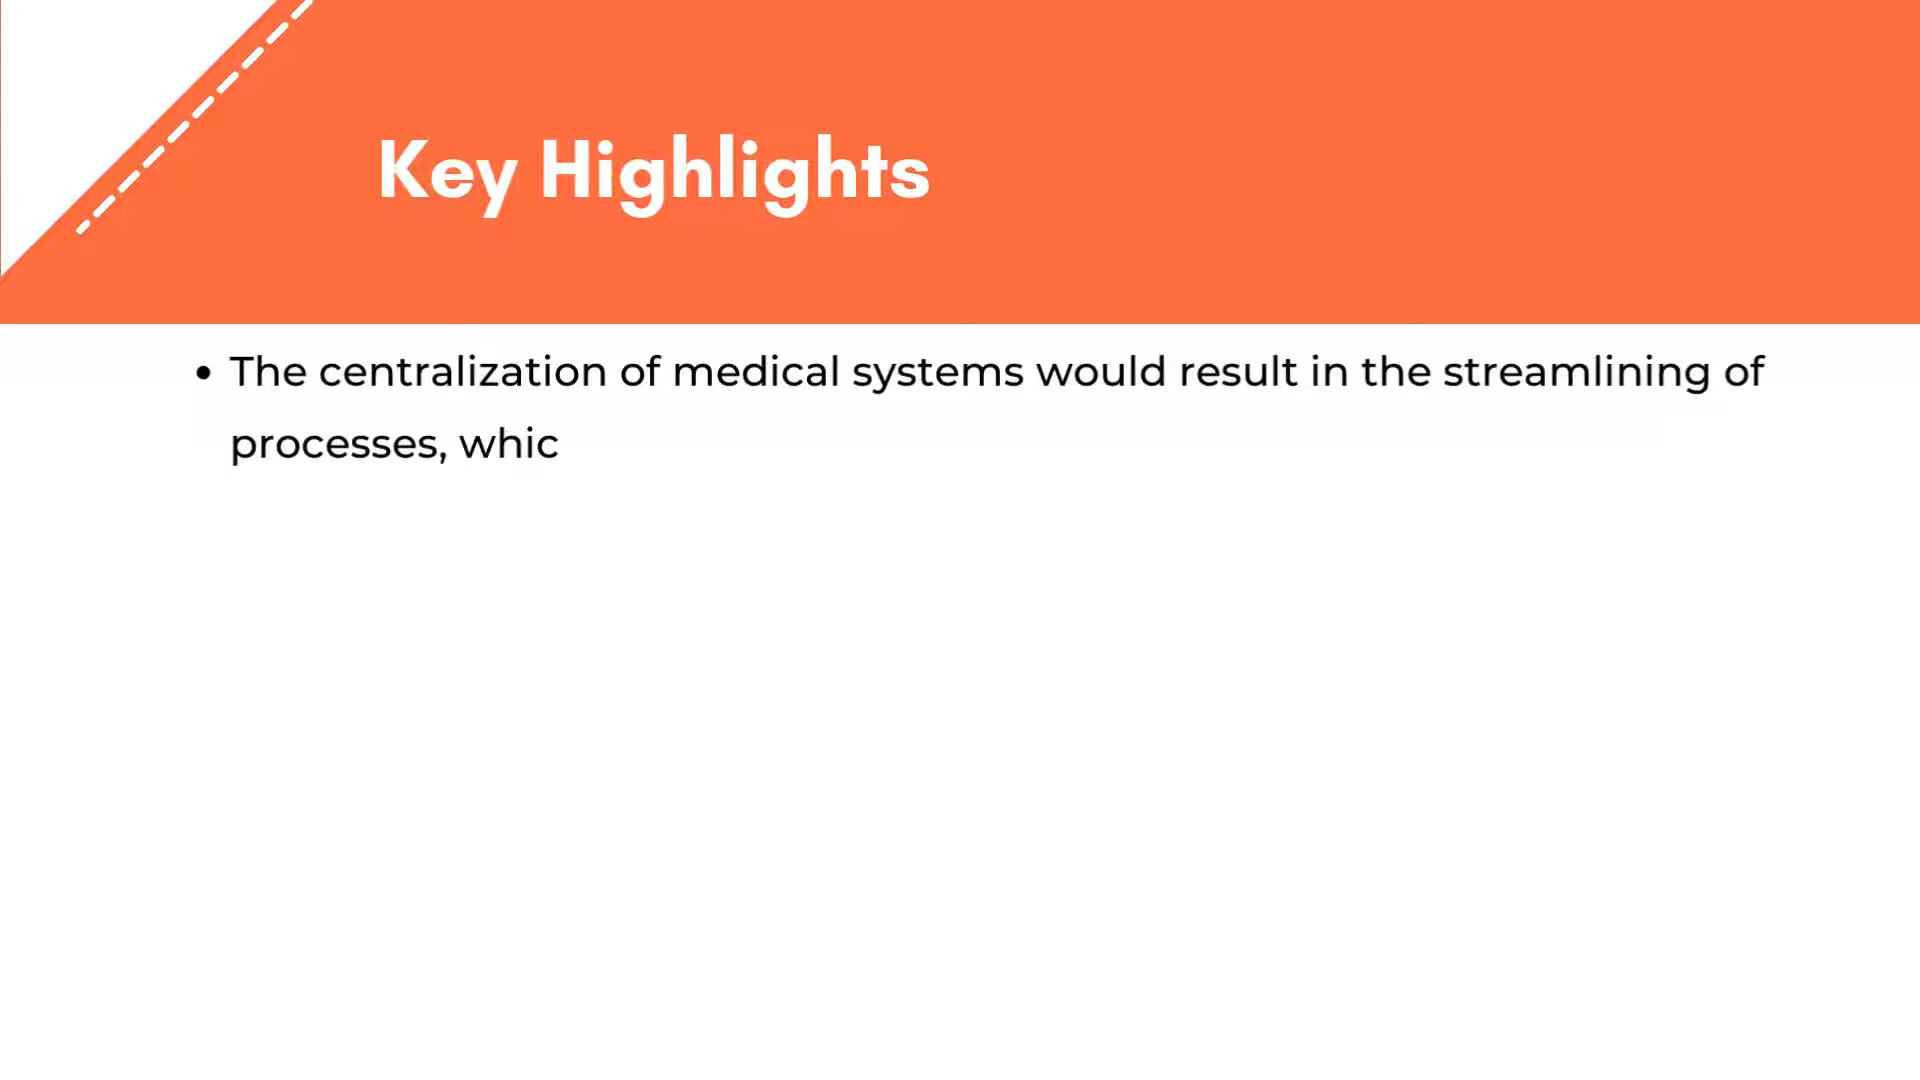 Key Highlights
• The centralization of medical systems would result in the streamlining of
processes, whic